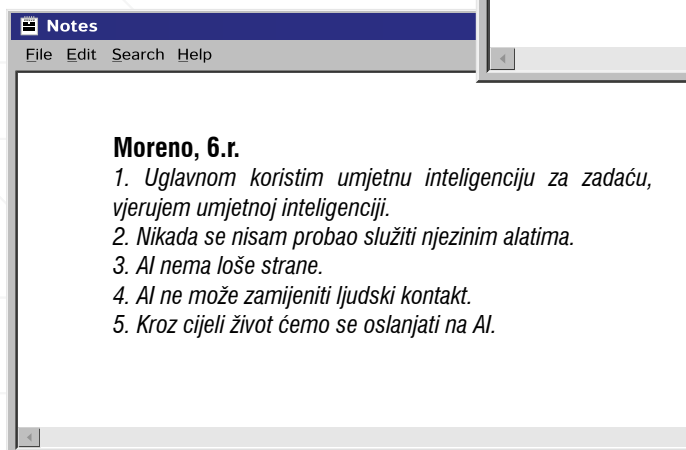 Notes
File Edit Search Help
Moreno, 6.r.
1. Uglavnom koristim umjetnu inteligenciju za zadaću,
vjerujem umjetnoj inteligenciji.
2. Nikada se nisam probao služiti njezinim alatima.
3. AI nema loše strane.
4. AI ne može zamijeniti ljudski kontakt.
5. Kroz cijeli život ćemo se oslanjati na AI.